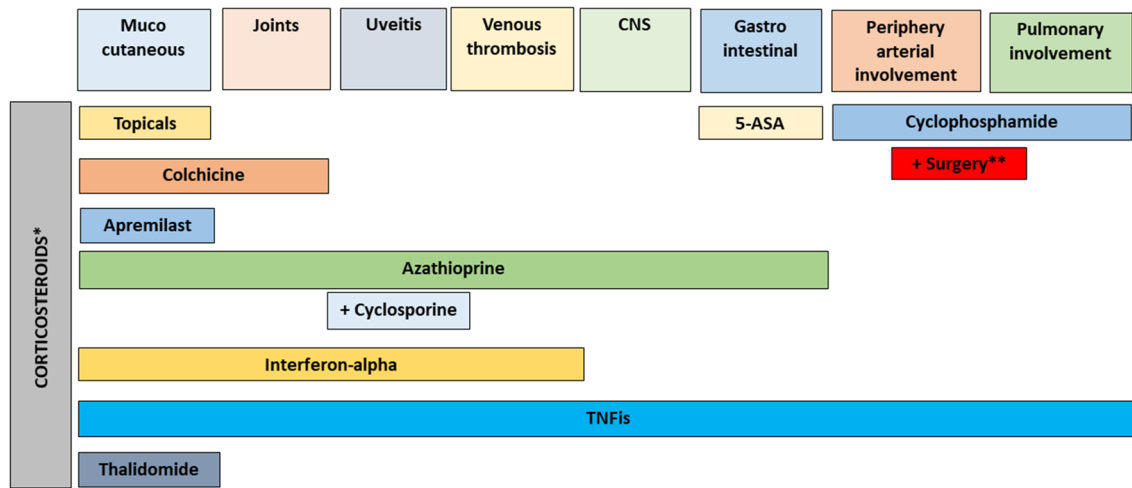 Muco
cutaneous
Joints
Uveitis
Venous
thrombosis
CNS
Gastro
intestinal
Periphery
arterial
involvement
Pulmonary
involvement
CORTICOSTEROIDS*
Topicals
5-ASA
Cyclophosphamide
+ Surgery**
Colchicine
Apremilast
Azathioprine
+ Cyclosporine
Interferon-alpha
TNFis
Thalidomide